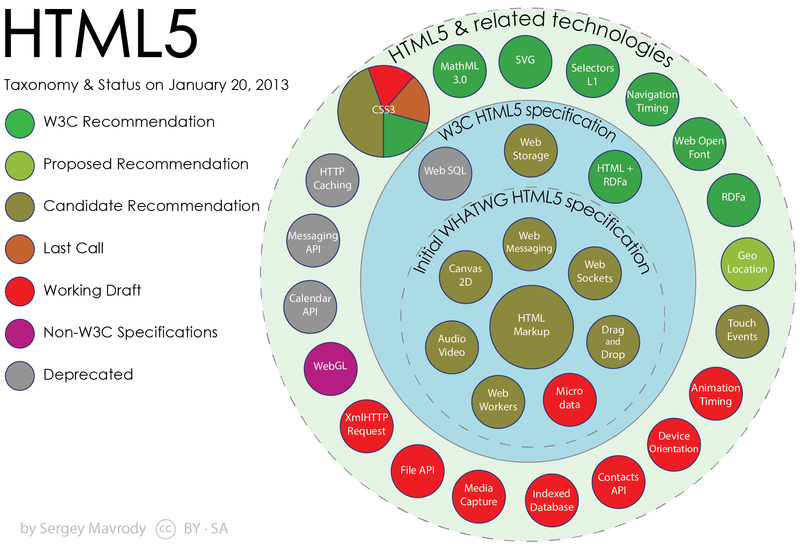 HTML5
Taxonomy & Status on January 20, 2013
W3C Recommendation
Proposed Recommendation
Candidate Recommendation
Last Call
Working Draft
Non-W3C Specifications
Deprecated
by Sergey Mavrody cc BY · SA
HTML5 & related technologies
CSS3
MathML
3.0
SVG
Selectors
L1
Navigation
Timing
Web Open
Font
RDFa
Geo
Location
Touch
Events
Animation
Timing
Device
Orientation
Contacts
API
Indexed
Database
Media
Capture
File API
XmlHTTP
Request
WebGL
Calendar
API
Messaging
API
HTTP
Caching
W3C HTML5 specification
Web SQL
Web
Storage
HTML +
RDFa
Initial WHATWG HTML5 specification
Web
Messaging
Canvas
2D
Web
Sockets
HTML
Markup
Audio
Video
Drag
and
Drop
Web
Workers
Micro
data